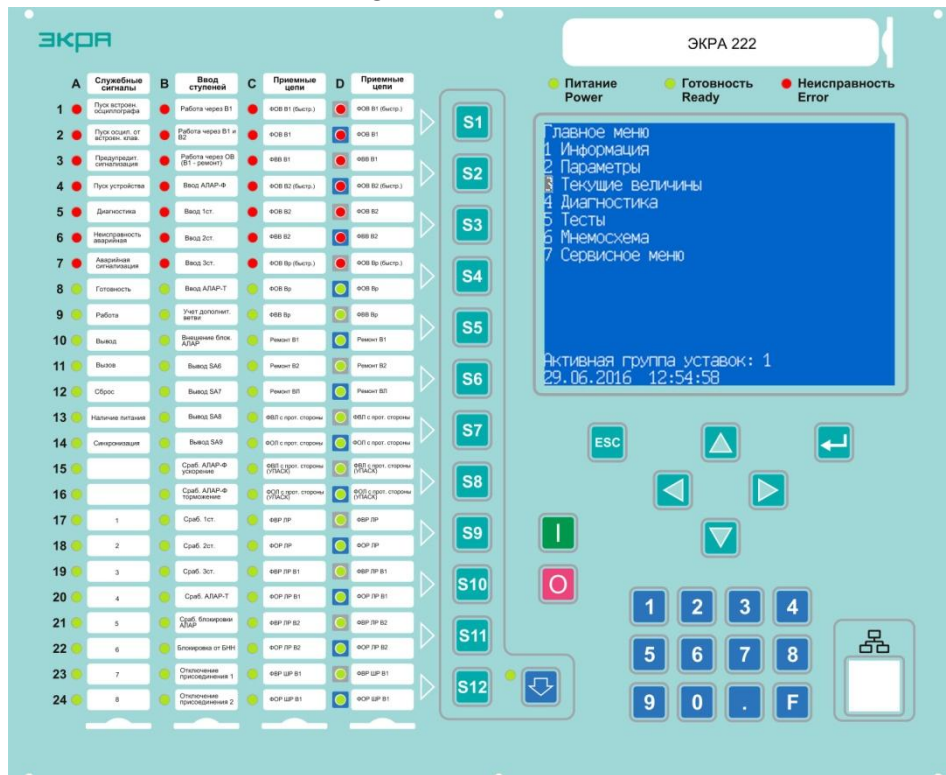 ЭКРА
ЭКРА 222
Питание
Power
Готовность
Ready
Неисправность
Error
A
Служебные
сигналы
B
Ввод
ступеней
C
Приемные
цепи
D
Приемные
цепи
1
Пуск встроен.
осциллографа
Работа через В1
ФОВ В1 (быстр.)
ФОВ В1 (быстр.)
2
Пуск осцил. от
встроен. клав.
Работа через В1 и
В2
ФОВ В1
ФОВ В1
3
Предупредит.
сигнализация
Работа через ОВ
(В1 - ремонт)
ФВВ В1
ФВВ В1
4
Пуск устройства
Ввод АЛАР-Ф
ФОВ В2 (быстр.)
ФОВ В2 (быстр.)
5
Диагностика
Ввод 1ст.
ФОВ В2
ФОВ В2
6
Неисправность
аварийная
Ввод 2ст.
ФВВ В2
ФВВ В2
7
Аварийная
сигнализация
Ввод 3ст.
ФОВ Вр (быстр.)
ФОВ Вр (быстр.)
8
Готовность
Ввод АЛАР-Т
ФОВ Вр
ФОВ Вр
9
Работа
Учет дополнит.
ветви
ФВВ Вр
ФВВ Вр
10
Вывод
Внешнее блок.
АЛАР
Ремонт В1
Ремонт В1
11
Вызов
Вывод SA6
Ремонт В2
Ремонт В2
12
Сброс
Вывод SA7
Ремонт ВЛ
Ремонт ВЛ
13
Наличие питания
Вывод SA8
ФВЛ с прот. стороны
ФВЛ с прот. стороны
14
Синхронизация
Вывод SA9
ФОЛ с прот. стороны
ФОЛ с прот. стороны
15
Сраб. АЛАР-Ф
ускорение
ФВЛ с прот. стороны
(УПАСК)
ФВЛ с прот. стороны
(УПАСК)
16
Сраб. АЛАР-Ф
торможение
ФОЛ с прот. стороны
(УПАСК)
ФОЛ с прот. стороны
(УПАСК)
17
1
Сраб. 1ст.
ФВР ЛР
ФВР ЛР
18
2
Сраб. 2ст.
ФОР ЛР
ФОР ЛР
19
3
Сраб. 3ст.
ФВР ЛР В1
ФВР ЛР В1
20
4
Сраб. АЛАР-Т
ФОР ЛР В1
ФОР ЛР В1
21
5
Сраб. блокировки
АЛАР
ФВР ЛР В2
ФВР ЛР В2
22
6
Блокировка от БНН
ФОР ЛР В2
ФОР ЛР В2
23
7
Отключение
присоединения 1
ФВР ШР В1
ФВР ШР В1
24
8
Отключение
присоединения 2
ФОР ШР В1
ФОР ШР В1
S1
S2
S3
S4
S5
S6
S7
S8
S9
S10
S11
S12
Главное меню
1 Информация
2 Параметры
3 Текущие величины
4 Диагностика
5 Тесты
6 Мнемосхема
7 Сервисное меню
Активная группа уставок: 1
29.06.2016 12:54:58
ESC
I
O
1 2 3 4
5 6 7 8
9 0 . F